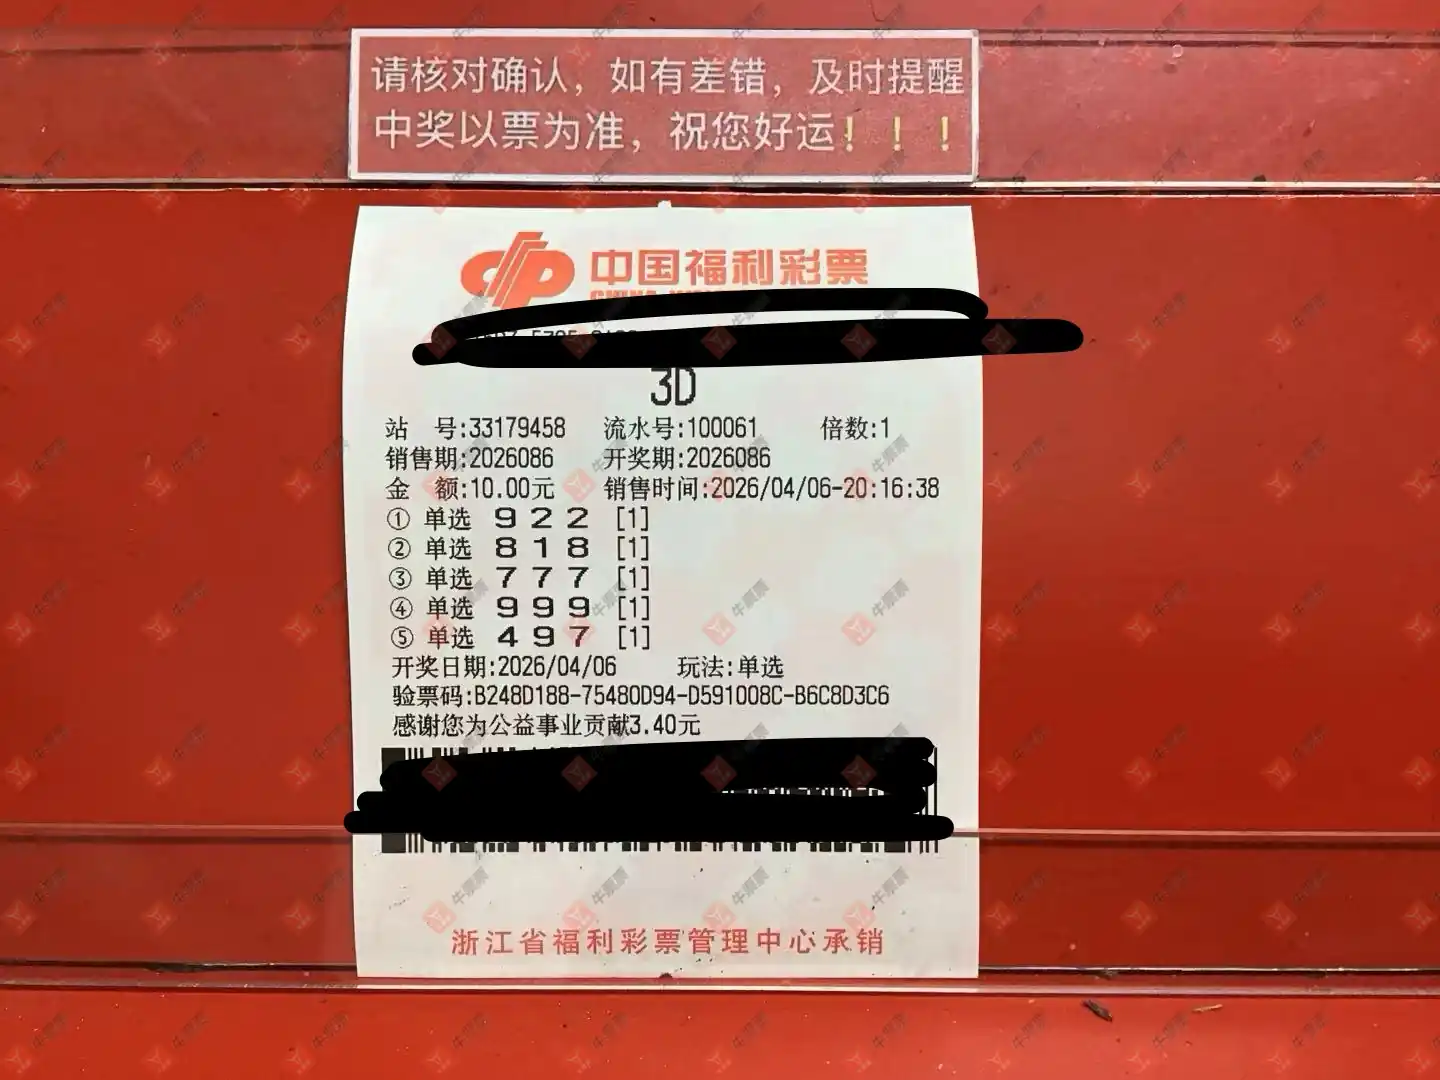 请核对确认，如有差错，及时提醒
中奖以票为准，祝您好运！！！
中国福利彩票
3D
站 号:33179458 流水号:100061 倍数:1
销售期:2026086 开奖期:2026086
金 额:10.00元 销售时间:2026/04/06-20:16:38
① 单选 9 2 2 [1]
② 单选 8 1 8 [1]
③ 单选 7 7 7 [1]
④ 单选 9 9 9 [1]
⑤ 单选 4 9 7 [1]
开奖日期:2026/04/06 玩法:单选
验票码:B248D188-75480D94-D591008C-B6C8D3C6
感谢您为公益事业贡献3.40元
浙江省福利彩票管理中心承销